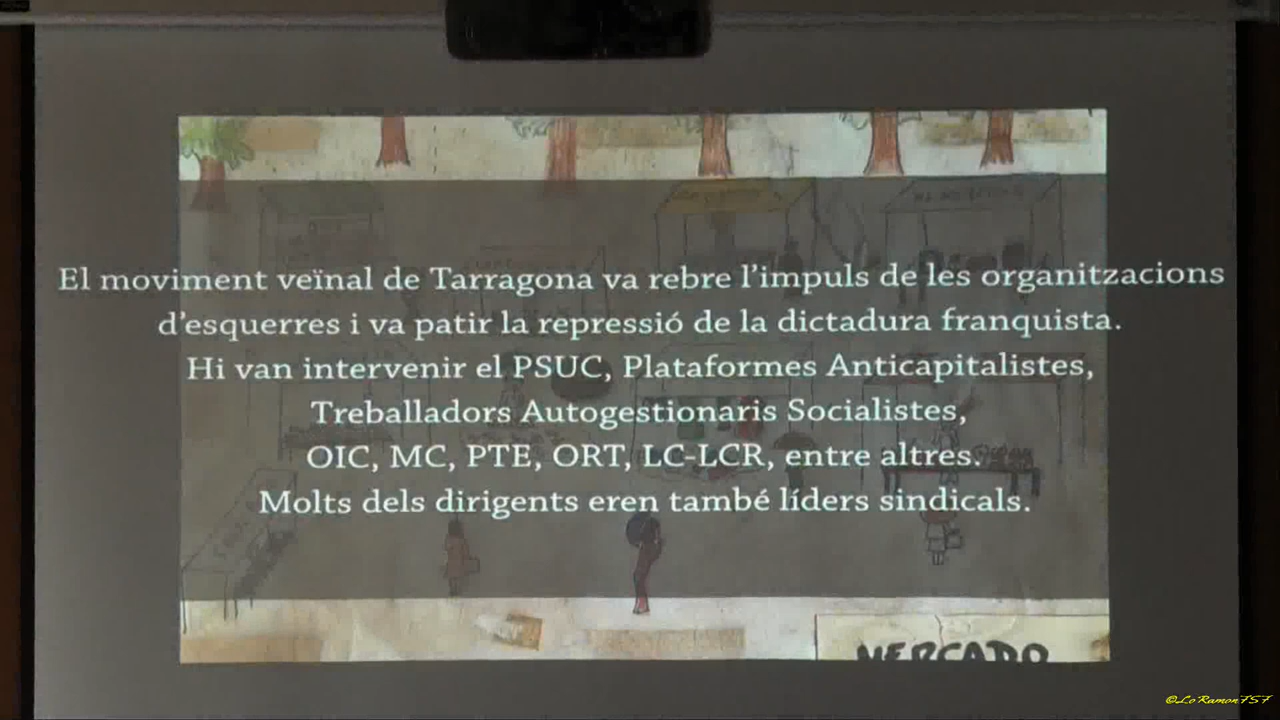 El moviment veïnal de Tarragona va rebre l'impuls de les organitzacions
d'esquerres i va patir la repressió de la dictadura franquista.
Hi van intervenir el PSUC, Plataformes Anticapitalistes,
Treballadors Autogestionaris Socialistes,
OIC, MC, PTE, ORT, LC-LCR, entre altres.
Molts dels dirigents eren també líders sindicals.
MERCADO
©LoRamon757